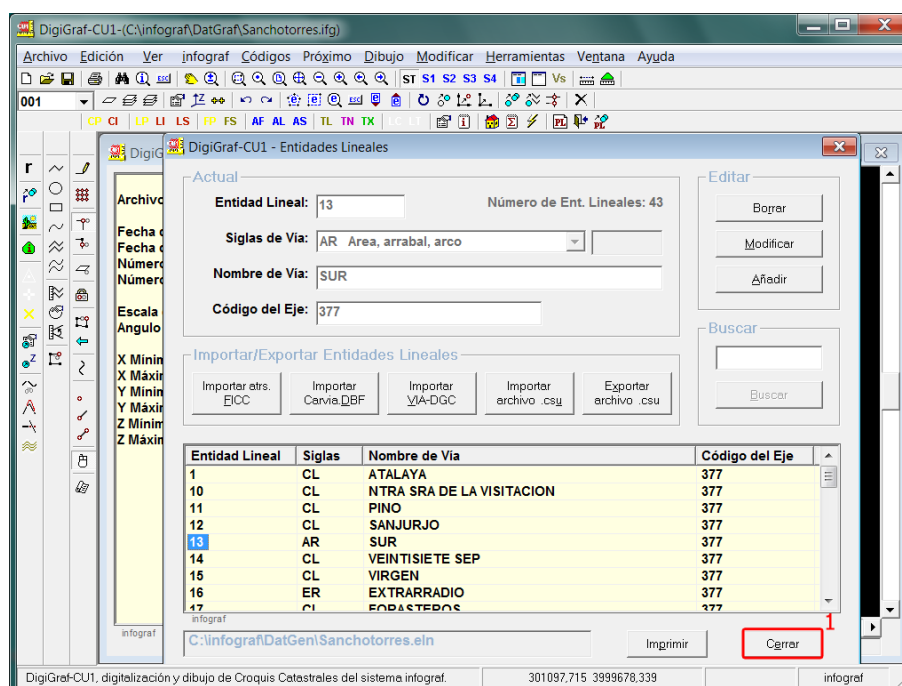 DigiGraf-CU1-(C:\infograf\DatGraf\Sanchotorres.ifg)
Archivo Edición Ver infograf Códigos Próximo Dibujo Modificar Herramientas Ventana Ayuda
ST S1 S2 S3 S4 Vs
001
CP CI LP LI LS FP FS AF AL AS TL TN TX LC LT
DigiG
DigiGraf-CU1 - Entidades Lineales
Archivo
Fecha
Fecha
Número
Número
Escala
Angulo
X Mínim
X Máxim
Y Mínim
Y Máxim
Z Mínim
Z Máxim
infograf
Actual
Entidad Lineal: 13
Número de Ent. Lineales: 43
Siglas de Vía: AR Area, arrabal, arco
Nombre de Vía: SUR
Código del Eje: 377
Editar
Borrar
Modificar
Añadir
Buscar
Buscar
Importar/Exportar Entidades Lineales
Importar atrs. FICC
Importar Carvia.DBF
Importar VIA-DGC
Importar archivo .csu
Exportar archivo .csu
Entidad Lineal Siglas Nombre de Vía Código del Eje
1 CL ATALAYA 377
10 CL NTRA SRA DE LA VISITACION 377
11 CL PINO 377
12 CL SANJURJO 377
13 AR SUR 377
14 CL VEINTISIETE SEP 377
15 CL VIRGEN 377
16 ER EXTRARRADIO 377
17 CL FORASTEROS 377
infograf
C:\infograf\DatGen\Sanchotorres.eln
Imprimir
Cerrar
1
DigiGraf-CU1, digitalización y dibujo de Croquis Catastrales del sistema infograf.
301097,715 3999678,339
infograf